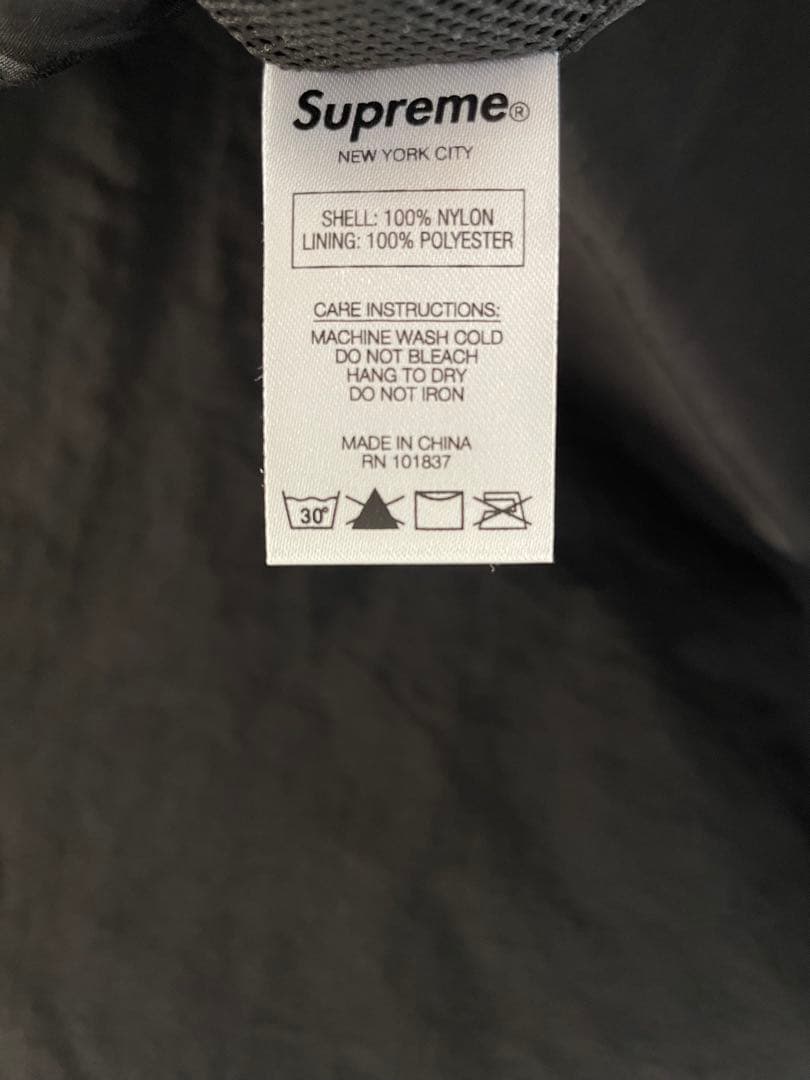 Supreme®
NEW YORK CITY
SHELL: 100% NYLON
LINING: 100% POLYESTER
CARE INSTRUCTIONS:
MACHINE WASH COLD
DO NOT BLEACH
HANG TO DRY
DO NOT IRON
MADE IN CHINA
RN 101837
30°